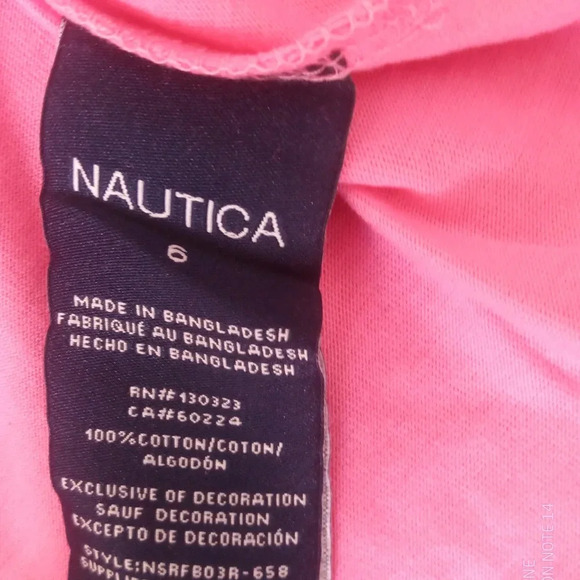 NAUTICA
6
MADE IN BANGLADESH
FABRIQUÉ AU BANGLADESH
HECHO EN BANGLADESH
RN# 130323
CA#60224
100%COTTON/COTON/
ALGODÓN
EXCLUSIVE OF DECORATION
SAUF DECORATION
EXCEPTO DE DECORACIÓN
STYLE:NSRFB03R-658